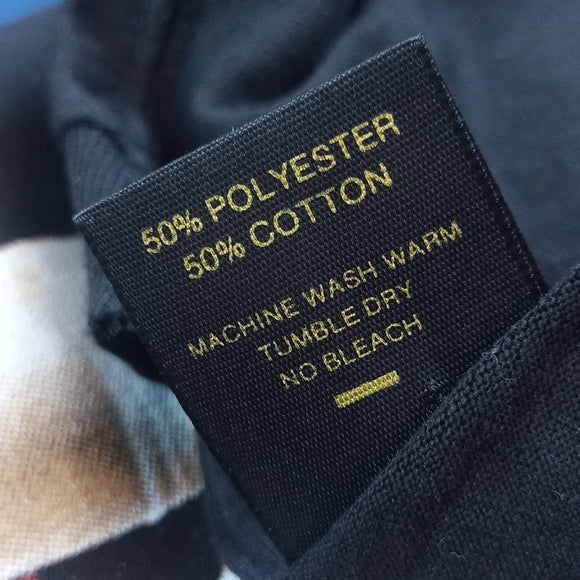 50% POLYESTER
50% COTTON
MACHINE WASH WARM
TUMBLE DRY
NO BLEACH